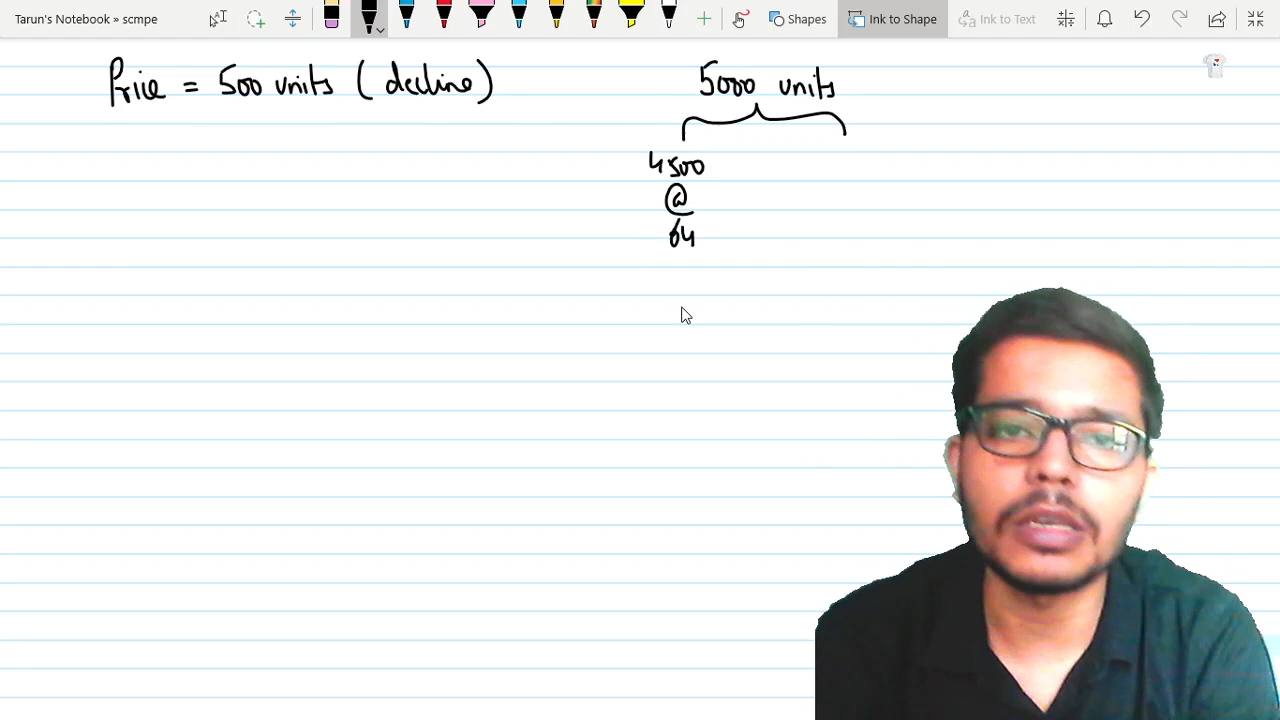 Tarun's Notebook » scmpe
Shapes
Ink to Shape
Ink to Text
Price = 500 units (decline)
5000 units
4500
@
64